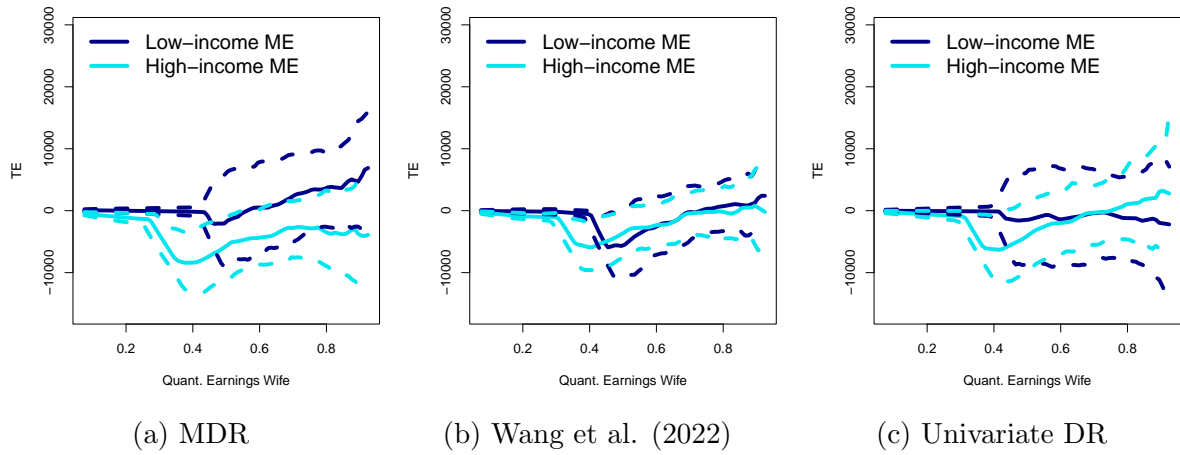 30000
20000
10000
0
−10000
TE
Low−income ME
High−income ME
0.2 0.4 0.6 0.8
Quant. Earnings Wife
(a) MDR
30000
20000
10000
0
−10000
TE
Low−income ME
High−income ME
0.2 0.4 0.6 0.8
Quant. Earnings Wife
(b) Wang et al. (2022)
30000
20000
10000
0
−10000
TE
Low−income ME
High−income ME
0.2 0.4 0.6 0.8
Quant. Earnings Wife
(c) Univariate DR